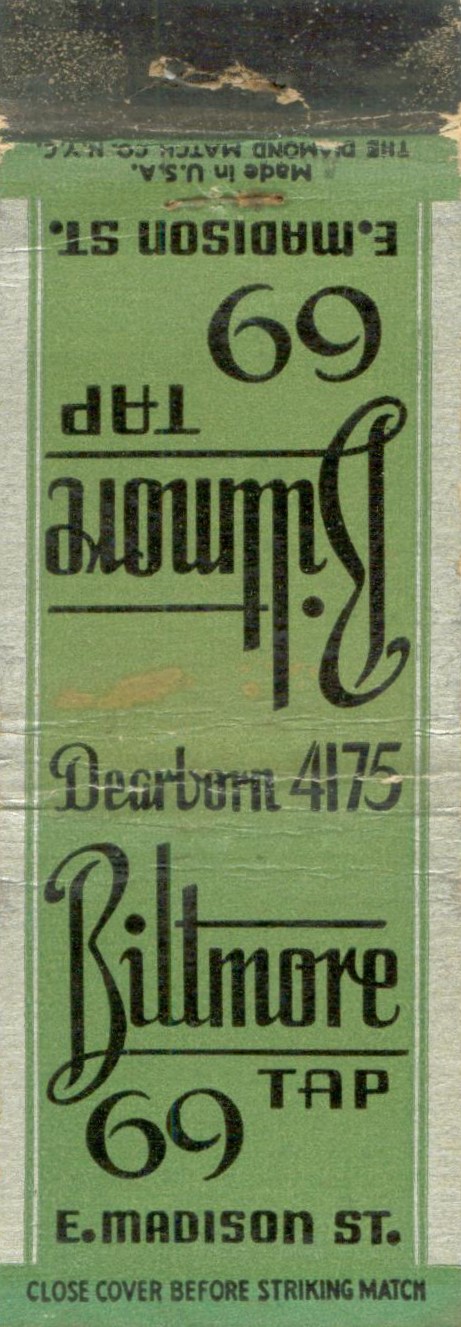 Biltmore
TAP
69
E.MADISON ST.
Made in U.S.A.
THE DIAMOND MATCH CO. N.Y.C.
Dearborn 4175
Biltmore
TAP
69
E.MADISON ST.
CLOSE COVER BEFORE STRIKING MATCH